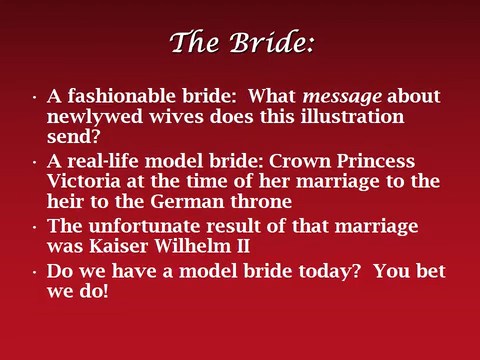 The Bride:
· A fashionable bride:  What message about
newlywed wives does this illustration
send?
· A real-life model bride: Crown Princess
Victoria at the time of her marriage to the
heir to the German throne
· The unfortunate result of that marriage
was Kaiser Wilhelm II
· Do we have a model bride today?  You bet
we do!